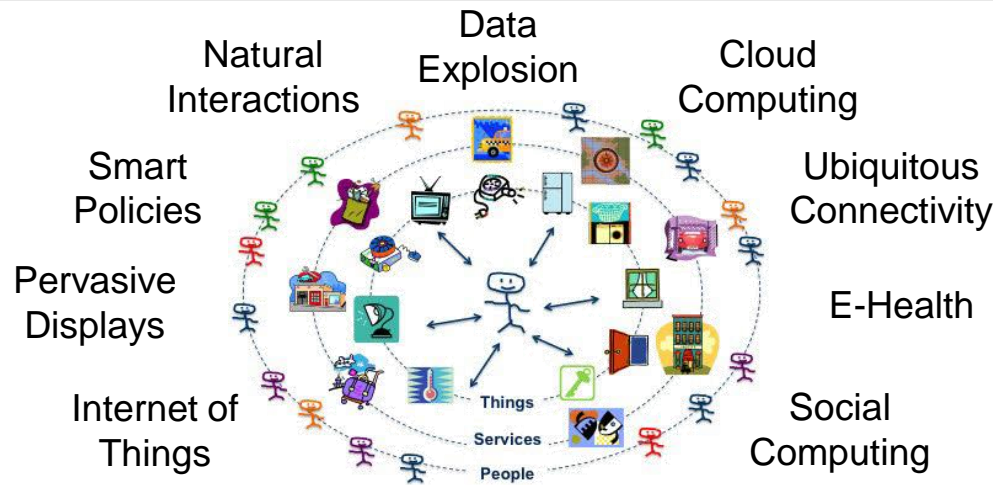 Data
Explosion
Natural
Interactions
Cloud
Computing
Smart
Policies
Ubiquitous
Connectivity
Pervasive
Displays
E-Health
Internet of
Things
Social
Computing
Things
Services
People